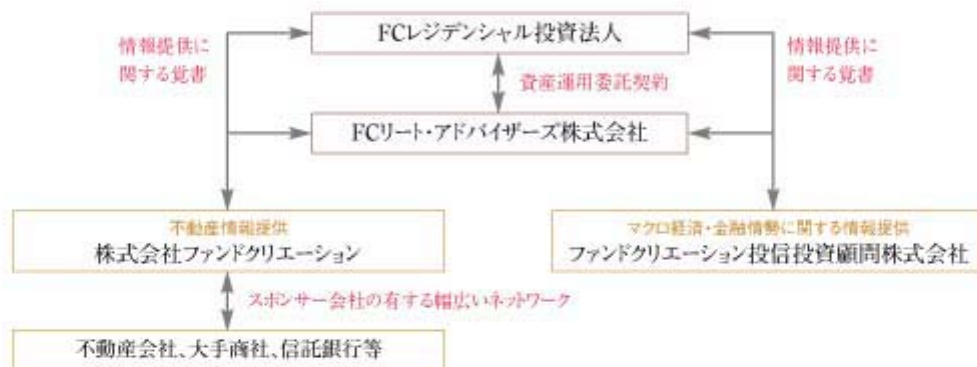 FCレジデンシャル投資法人
情報提供に
関する覚書
情報提供に
関する覚書
資産運用委託契約
FCリート・アドバイザーズ株式会社
不動産情報提供
株式会社ファンドクリエーション
マクロ経済・金融情勢に関する情報提供
ファンドクリエーション投信投資顧問株式会社
スポンサー会社の有する幅広いネットワーク
不動産会社、大手商社、信託銀行等